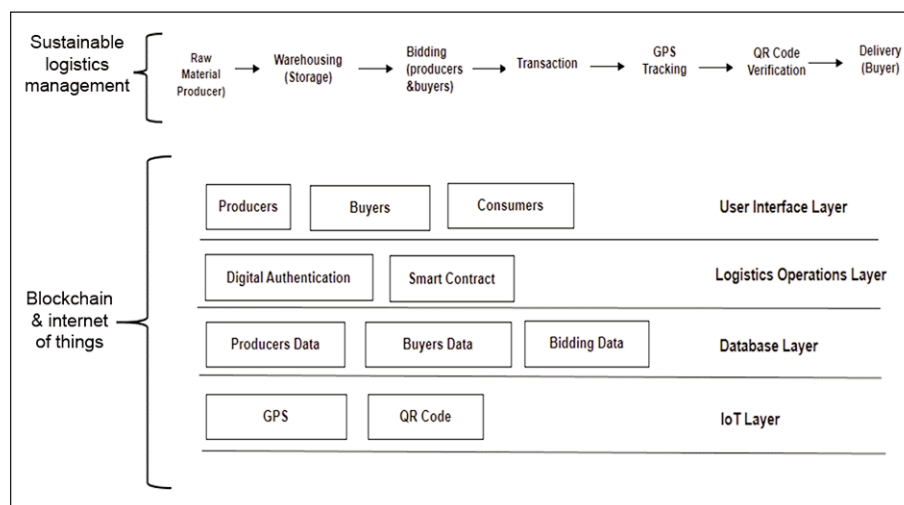 Sustainable
logistics
management
Raw
Material
Producer)
Warehousing
(Storage)
Bidding
(producers
&buyers)
Transaction
GPS
Tracking
QR Code
Verification
Delivery
(Buyer)
Blockchain
& internet
of things
Producers
Buyers
Consumers
User Interface Layer
Digital Authentication
Smart Contract
Logistics Operations Layer
Producers Data
Buyers Data
Bidding Data
Database Layer
GPS
QR Code
IoT Layer